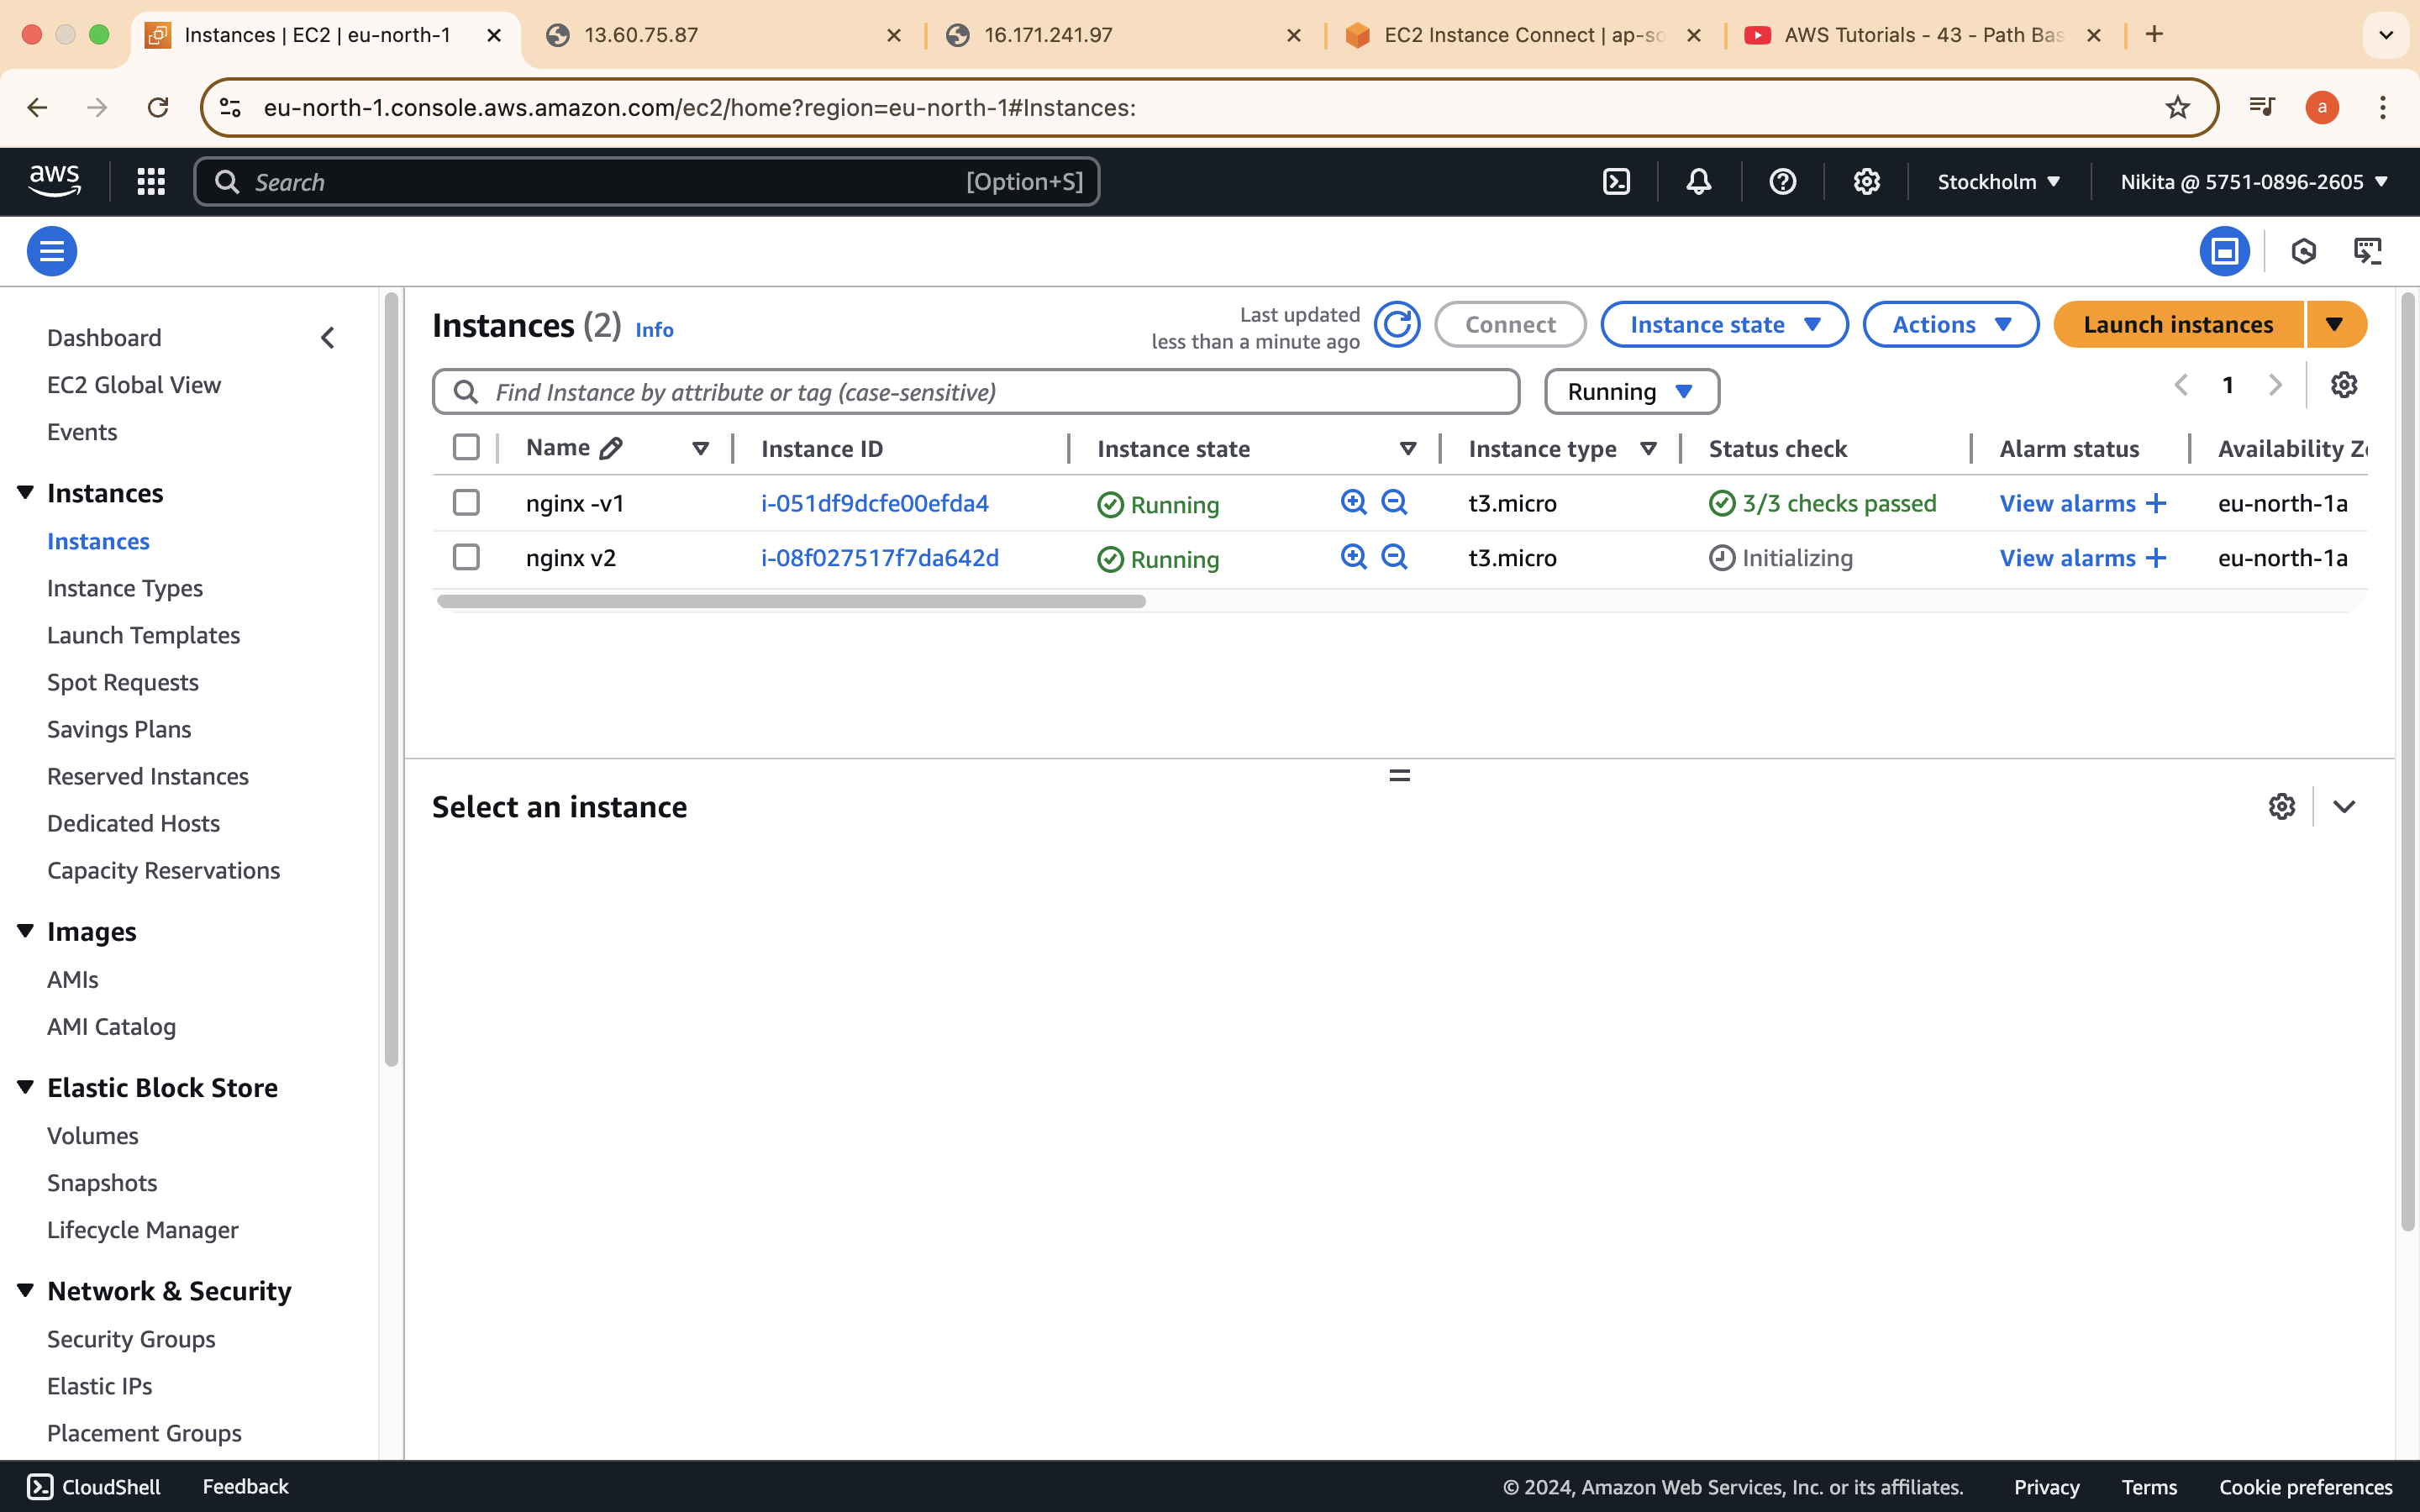 Instances | EC2 | eu-north-1
13.60.75.87
16.171.241.97
EC2 Instance Connect | ap-so
AWS Tutorials - 43 - Path Bas
eu-north-1.console.aws.amazon.com/ec2/home?region=eu-north-1#Instances:
a
aws
Search
[Option+S]
Stockholm
Nikita @ 5751-0896-2605
Dashboard
EC2 Global View
Events
Instances
Instances
Instance Types
Launch Templates
Spot Requests
Savings Plans
Reserved Instances
Dedicated Hosts
Capacity Reservations
Images
AMIs
AMI Catalog
Elastic Block Store
Volumes
Snapshots
Lifecycle Manager
Network & Security
Security Groups
Elastic IPs
Placement Groups
Instances (2) Info
Last updated
less than a minute ago
Connect
Instance state
Actions
Launch instances
Find Instance by attribute or tag (case-sensitive)
Running
1
Name Instance ID Instance state Instance type Status check Alarm status Availability Z
nginx -v1 i-051df9dcfe00efda4 Running t3.micro 3/3 checks passed View alarms + eu-north-1a
nginx v2 i-08f027517f7da642d Running t3.micro Initializing View alarms + eu-north-1a
Select an instance
CloudShell
Feedback
© 2024, Amazon Web Services, Inc. or its affiliates.
Privacy
Terms
Cookie preferences